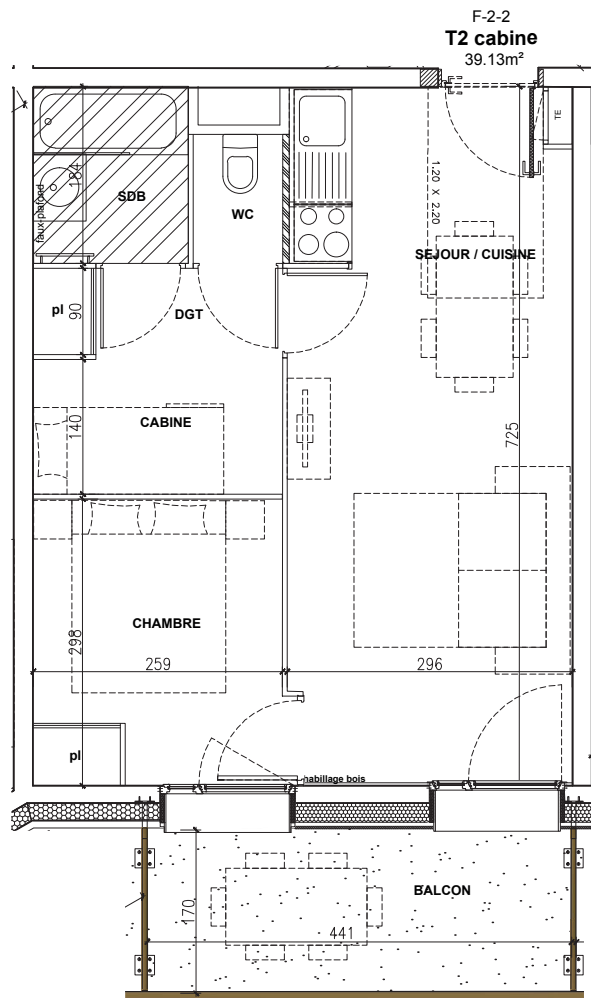 F-2-2
T2 cabine
39.13m²
TE
184
faux-plafond
SDB
WC
1.20 X 2.20
SEJOUR / CUISINE
pl
90
DGT
140
CABINE
725
298
CHAMBRE
259
296
pl
habillage bois
170
BALCON
441